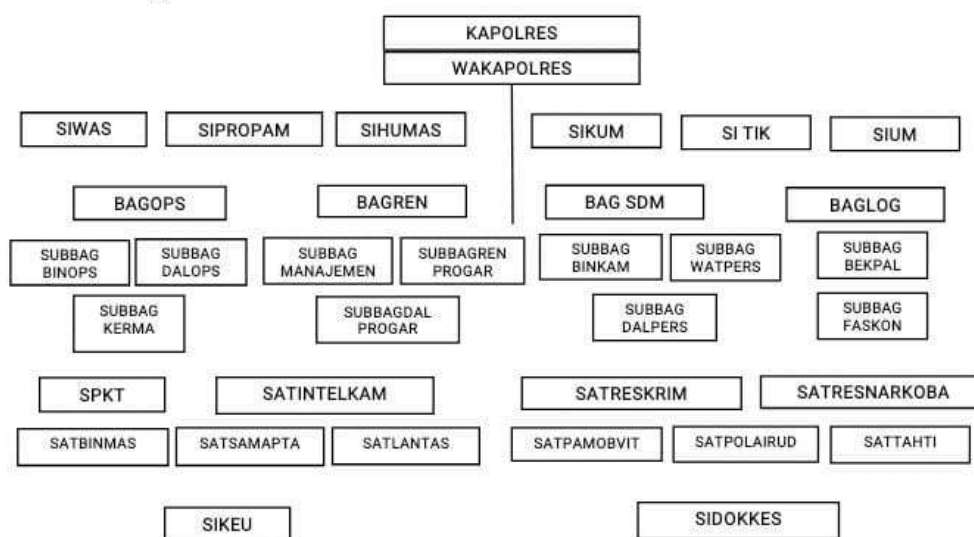 KAPOLRES
WAKAPOLRES
SIWAS
SIPROPAM
SIHUMAS
SIKUM
SI TIK
SIUM
BAGOPS
BAGREN
BAG SDM
BAGLOG
SUBBAG
BINOPS
SUBBAG
DALOPS
SUBBAG
MANAJEMEN
SUBBAGREN
PROGAR
SUBBAG
BINKAM
SUBBAG
WATPERS
SUBBAG
BEKPAL
SUBBAG
KERMA
SUBBAGDAL
PROGAR
SUBBAG
DALPERS
SUBBAG
FASKON
SPKT
SATINTELKAM
SATRESKRIM
SATRESNARKOBA
SATBINMAS
SATSAMAPTA
SATLANTAS
SATPAMOBVIT
SATPOLAIRUD
SATTAHTI
SIKEU
SIDOKKES